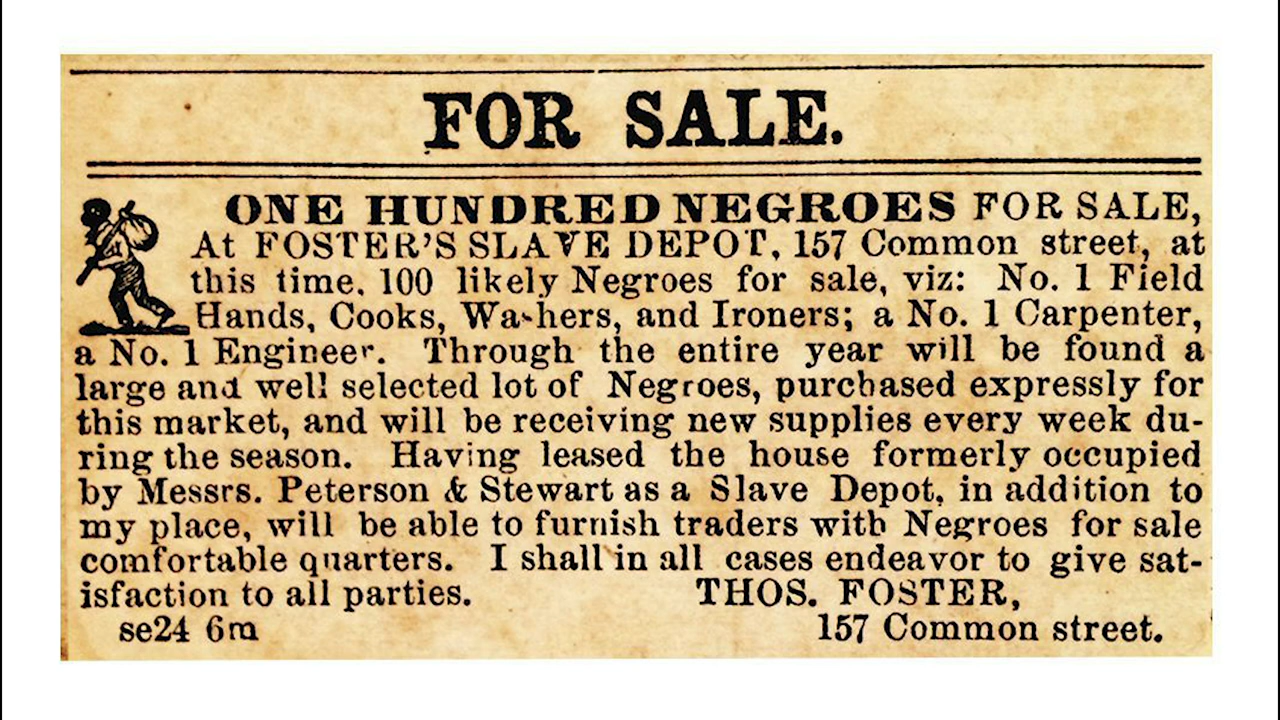 FOR SALE.
ONE HUNDRED NEGROES FOR SALE,
At FOSTER'S SLAVE DEPOT, 157 Common street, at
this time, 100 likely Negroes for sale, viz: No. 1 Field
Hands, Cooks, Washers, and Ironers; a No. 1 Carpenter,
a No. 1 Engineer. Through the entire year will be found a
large and well selected lot of Negroes, purchased expressly for
this market, and will be receiving new supplies every week du-
ring the season. Having leased the house formerly occupied
by Messrs. Peterson & Stewart as a Slave Depot, in addition to
my place, will be able to furnish traders with Negroes for sale
comfortable quarters. I shall in all cases endeavor to give sat-
isfaction to all parties. THOS. FOSTER,
se24 6m 157 Common street.